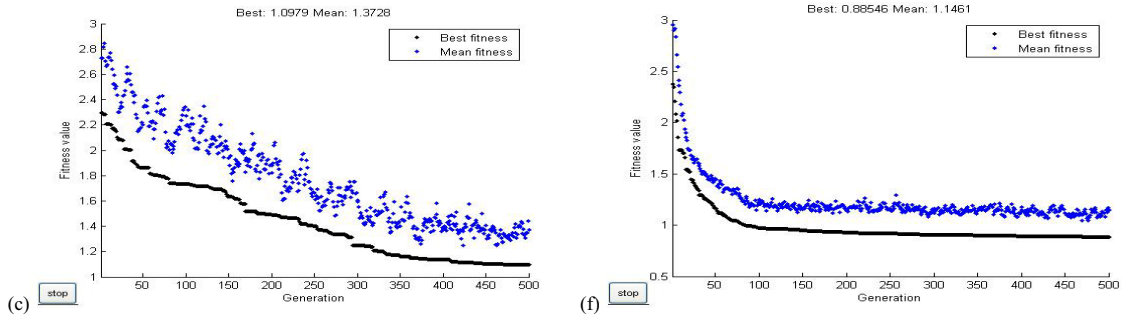 Best: 1.0979 Mean: 1.3728
3
2.8
2.6
2.4
2.2
2
1.8
1.6
1.4
1.2
1
Fitness value
Best fitness
Mean fitness
50 100 150 200 250 300 350 400 450 500
Generation
(c) stop
Best: 0.88546 Mean: 1.1461
3
2.5
2
1.5
1
0.5
Fitness value
Best fitness
Mean fitness
50 100 150 200 250 300 350 400 450 500
Generation
(f) stop